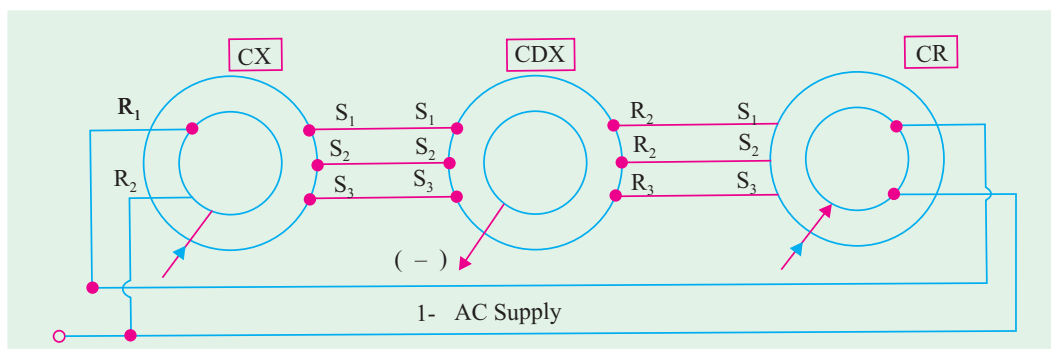 CX
CDX
CR
R₁ S₁ S₁ R₂ S₁
S₂ S₂ R₂ S₂
R₂ S₃ S₃ R₃ S₃
( – )
1- AC Supply